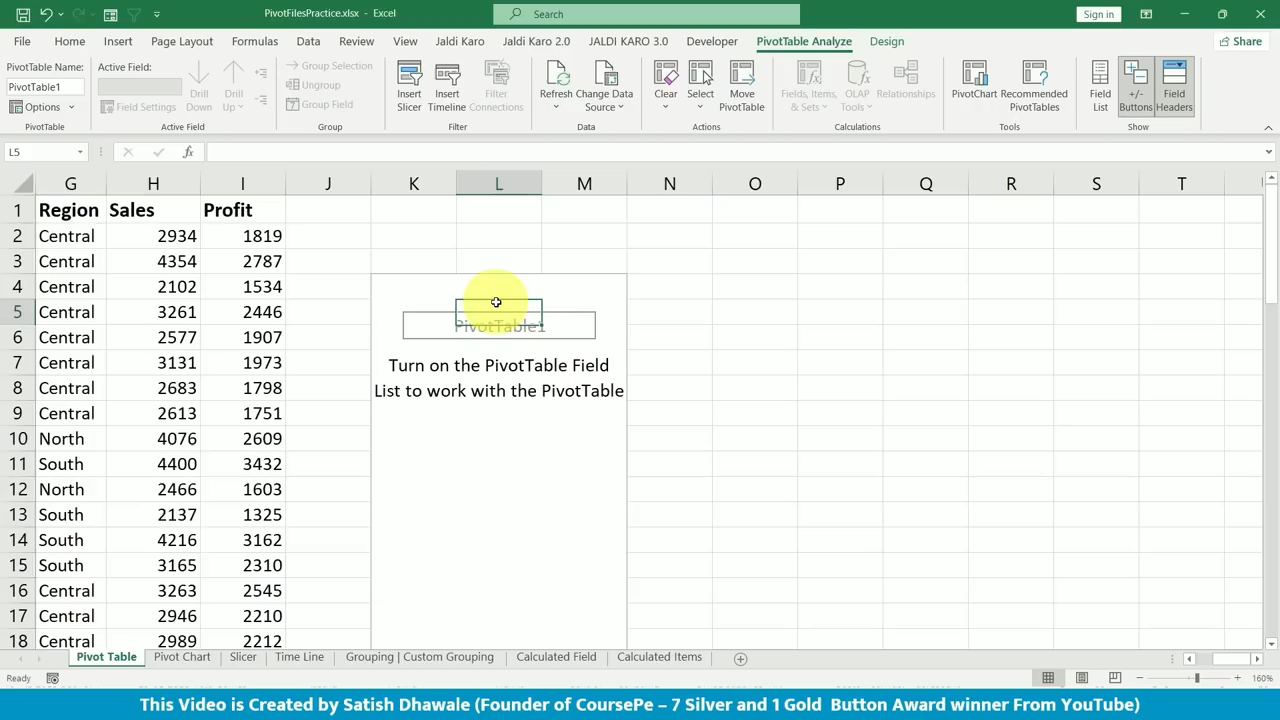 PivotFilesPractice.xlsx - Excel
Search
Sign in
File Home Insert Page Layout Formulas Data Review View Jaldi Karo Jaldi Karo 2.0 JALDI KARO 3.0 Developer PivotTable Analyze Design Share
PivotTable Name:
PivotTable1
Options
PivotTable
Active Field:
Field Settings
Drill Down
Drill Up
Active Field
Group Selection
Ungroup
Group Field
Group
Insert Slicer
Insert Timeline
Filter Connections
Filter
Refresh
Change Data Source
Data
Clear
Select
Move PivotTable
Actions
Fields, Items, & Sets
OLAP Tools
Relationships
Calculations
PivotChart
Recommended PivotTables
Tools
Field List
+/- Buttons
Field Headers
Show
L5
fx
G H I J K L M N O P Q R S T
1 Region Sales Profit
2 Central 2934 1819
3 Central 4354 2787
4 Central 2102 1534
5 Central 3261 2446
6 Central 2577 1907
7 Central 3131 1973
8 Central 2683 1798
9 Central 2613 1751
10 North 4076 2609
11 South 4400 3432
12 North 2466 1603
13 South 2137 1325
14 South 4216 3162
15 South 3165 2310
16 Central 3263 2545
17 Central 2946 2210
18 Central 2989 2212
PivotTable1
Turn on the PivotTable Field
List to work with the PivotTable
Pivot Table Pivot Chart Slicer Time Line Grouping | Custom Grouping Calculated Field Calculated Items
Ready
160%
This Video is Created by Satish Dhawale (Founder of CoursePe – 7 Silver and 1 Gold Button Award winner From YouTube)